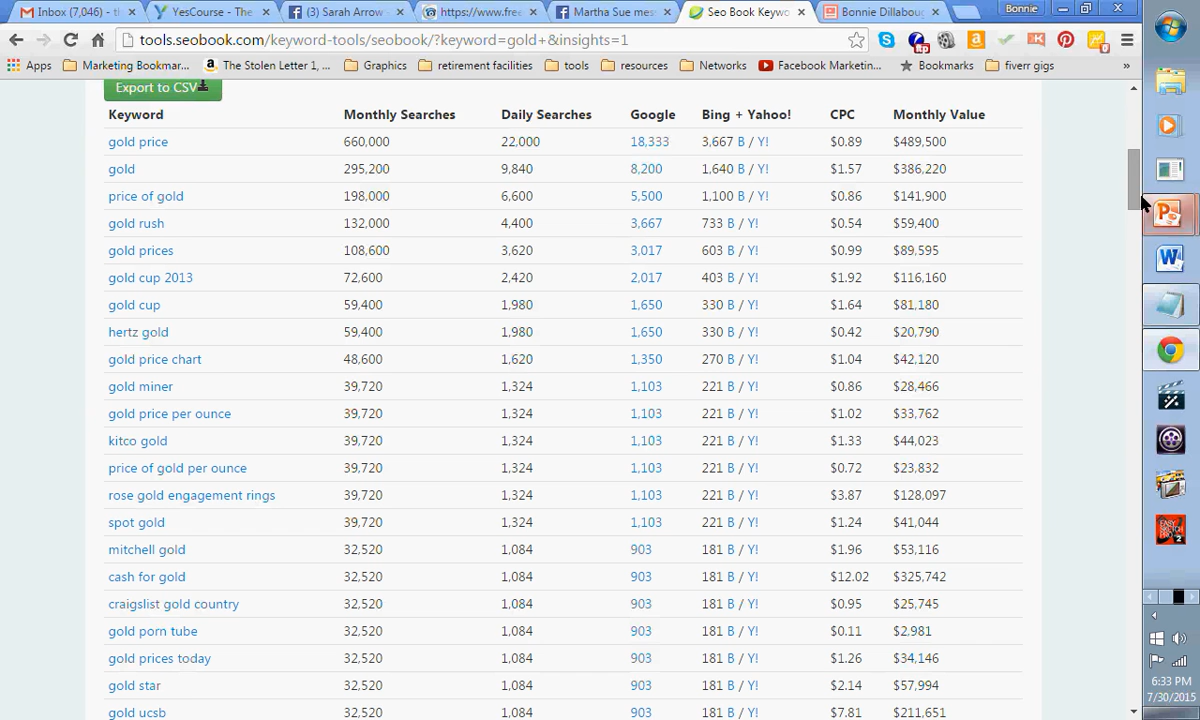 Inbox (7,046) - th
YesCourse - The
(3) Sarah Arrow
https://www.free
Martha Sue mes
Seo Book Keywo
Bonnie Dillaboug
Bonnie
tools.seobook.com/keyword-tools/seobook/?keyword=gold+&insights=1
Apps
Marketing Bookmar...
The Stolen Letter 1, ...
Graphics
retirement facilities
tools
resources
Networks
Facebook Marketin...
Bookmarks
fiverr gigs
»
Export to CSV
Keyword Monthly Searches Daily Searches Google Bing + Yahoo! CPC Monthly Value
gold price 660,000 22,000 18,333 3,667 B / Y! $0.89 $489,500
gold 295,200 9,840 8,200 1,640 B / Y! $1.57 $386,220
price of gold 198,000 6,600 5,500 1,100 B / Y! $0.86 $141,900
gold rush 132,000 4,400 3,667 733 B / Y! $0.54 $59,400
gold prices 108,600 3,620 3,017 603 B / Y! $0.99 $89,595
gold cup 2013 72,600 2,420 2,017 403 B / Y! $1.92 $116,160
gold cup 59,400 1,980 1,650 330 B / Y! $1.64 $81,180
hertz gold 59,400 1,980 1,650 330 B / Y! $0.42 $20,790
gold price chart 48,600 1,620 1,350 270 B / Y! $1.04 $42,120
gold miner 39,720 1,324 1,103 221 B / Y! $0.86 $28,466
gold price per ounce 39,720 1,324 1,103 221 B / Y! $1.02 $33,762
kitco gold 39,720 1,324 1,103 221 B / Y! $1.33 $44,023
price of gold per ounce 39,720 1,324 1,103 221 B / Y! $0.72 $23,832
rose gold engagement rings 39,720 1,324 1,103 221 B / Y! $3.87 $128,097
spot gold 39,720 1,324 1,103 221 B / Y! $1.24 $41,044
mitchell gold 32,520 1,084 903 181 B / Y! $1.96 $53,116
cash for gold 32,520 1,084 903 181 B / Y! $12.02 $325,742
craigslist gold country 32,520 1,084 903 181 B / Y! $0.95 $25,745
gold porn tube 32,520 1,084 903 181 B / Y! $0.11 $2,981
gold prices today 32,520 1,084 903 181 B / Y! $1.26 $34,146
gold star 32,520 1,084 903 181 B / Y! $2.14 $57,994
gold ucsb 32,520 1,084 903 181 B / Y! $7.81 $211,651
6:33 PM
7/30/2015